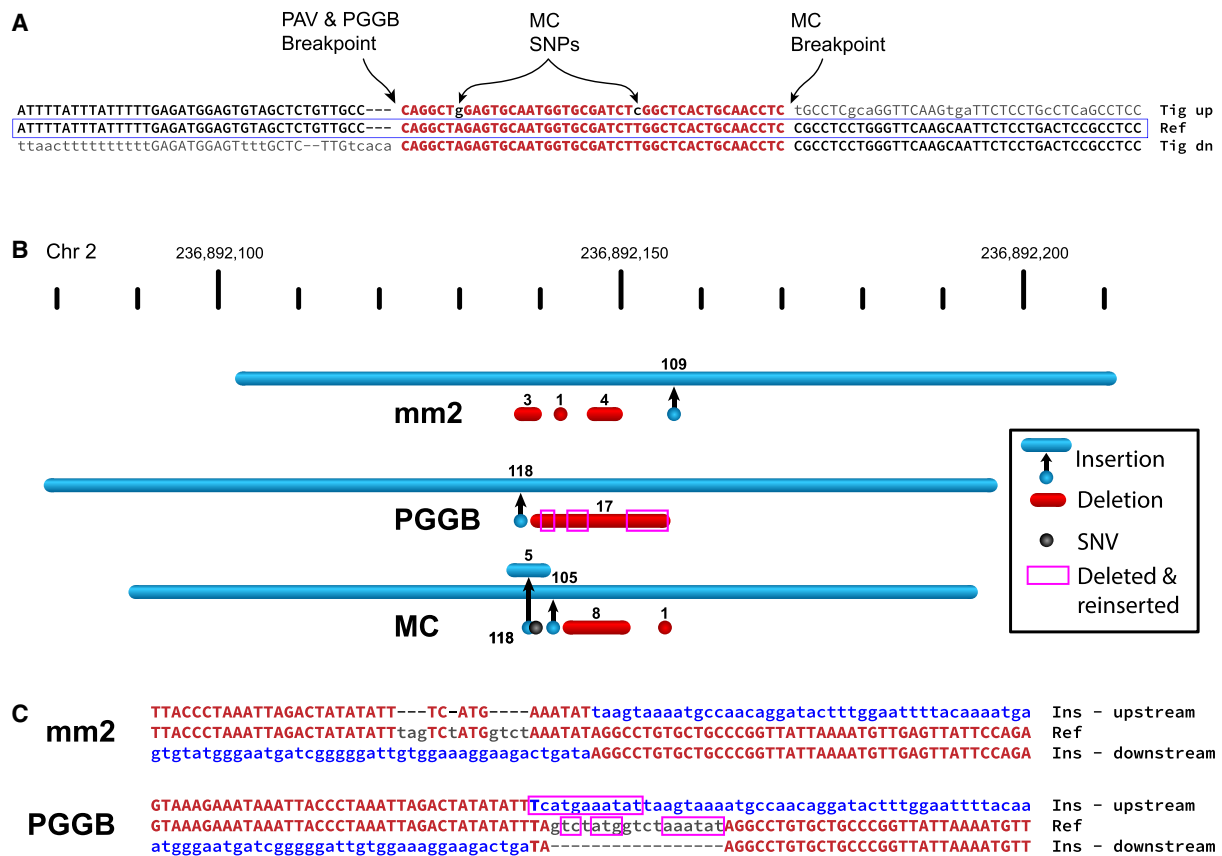 A
PAV & PGGB
Breakpoint
MC
SNPs
MC
Breakpoint
ATTTTATTTATTTTTGAGATGGAGTGTAGCTCTGTTGCC--- CAGGCTgGAGTGCAATGGTGCGATCTcGGCTCACTGCAACCTC tGCCTCgcaGGTTCAAGtgaTTCTCCTGcCTCaGCCTCC Tig up
ATTTTATTTATTTTTGAGATGGAGTGTAGCTCTGTTGCC--- CAGGCTAGAGTGCAATGGTGCGATCTTGGCTCACTGCAACCTC CGCCTCCTGGGTTCAAGCAATTCTCCTGACTCCGCCTCC Ref
ttaactttttttttttGAGATGGAGTttTGCTC--TTGtcaca CAGGCTAGAGTGCAATGGTGCGATCTTGGCTCACTGCAACCTC CGCCTCCTGGGTTCAAGCAATTCTCCTGACTCCGCCTCC Tig dn
B Chr 2
236,892,100 236,892,150 236,892,200
109
mm2 3 1 4
118
PGGB 17
5
105
MC 118 8 1
Insertion
Deletion
SNV
Deleted &
reinserted
C
mm2
TTACCCTAAATTAGACTATATATT---TC-ATG----AAATATtaagtaaaatgccaacaggatactttggaattttacaaaatga Ins - upstream
TTACCCTAAATTAGACTATATATTtagTCtATGgtctAAATATAGGCCTGTGCTGCCCGGTTATTAAAATGTTGAGTTATTCCAGA Ref
gtgtatgggaatgatcgggggattgtggaaaggaagactgataAGGCCTGTGCTGCCCGGTTATTAAAATGTTGAGTTATTCCAGA Ins - downstream
PGGB
GTAAAGAAATAAATTACCCTAAATTAGACTATATATTTcatgaaatattaagtaaaatgccaacaggatactttggaattttacaa Ins - upstream
GTAAAGAAATAAATTACCCTAAATTAGACTATATATTTAgtctatggtctaaatatAGGCCTGTGCTGCCCGGTTATTAAAATGTT Ref
atgggaatgatcgggggattgtggaaaggaagactgaTA-----------------AGGCCTGTGCTGCCCGGTTATTAAAATGTT Ins - downstream